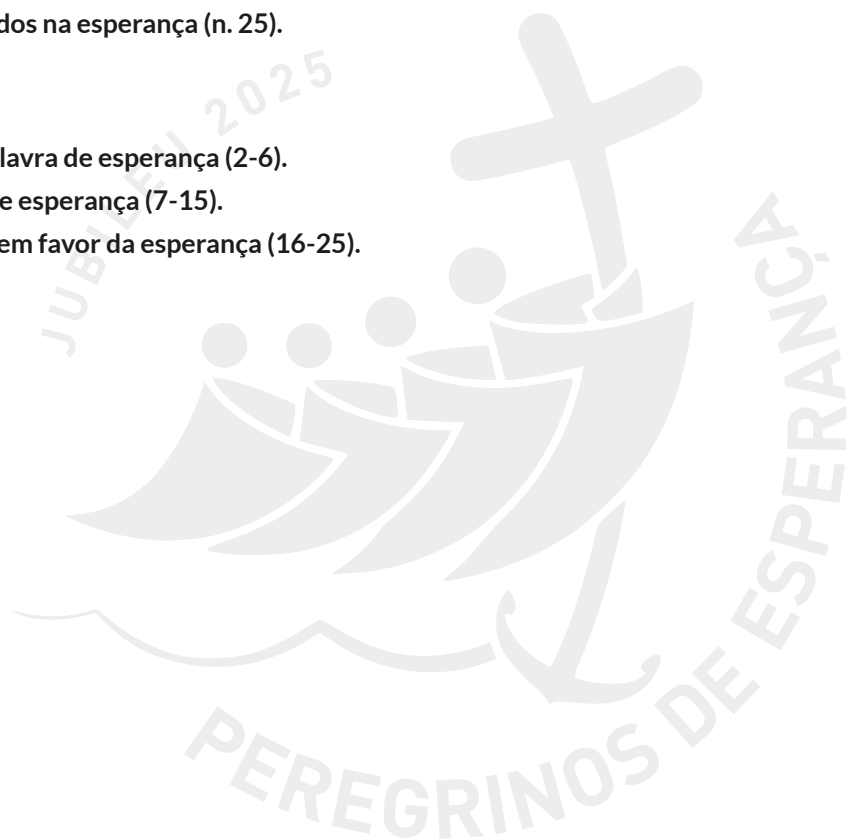 dos na esperança (n. 25).
lavra de esperança (2-6).
e esperança (7-15).
em favor da esperança (16-25).
JUBILEU 2025
PEREGRINOS DE ESPERANÇA